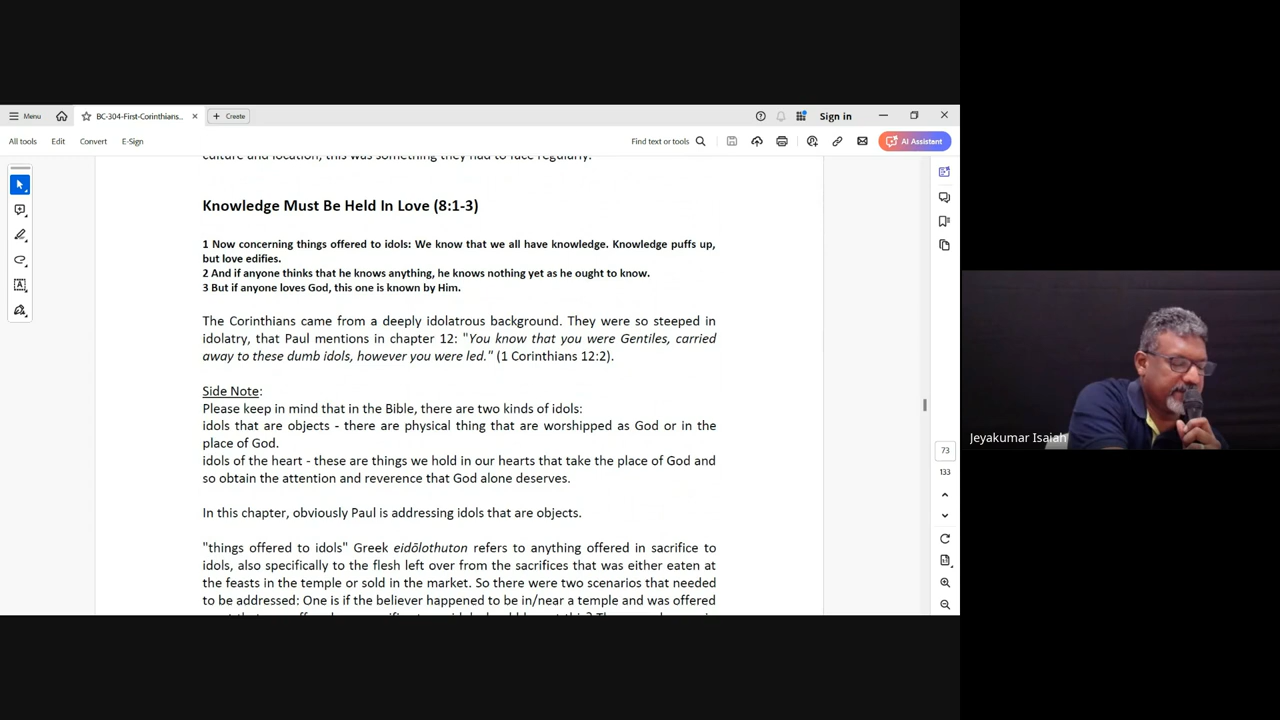 Menu
BC-304-First-Corinthians...
Create
Sign in
All tools
Edit
Convert
E-Sign
Find text or tools
AI Assistant
culture and location, this was something they had to face regularly.
Knowledge Must Be Held In Love (8:1-3)
1 Now concerning things offered to idols: We know that we all have knowledge. Knowledge puffs up,
but love edifies.
2 And if anyone thinks that he knows anything, he knows nothing yet as he ought to know.
3 But if anyone loves God, this one is known by Him.
The Corinthians came from a deeply idolatrous background. They were so steeped in
idolatry, that Paul mentions in chapter 12: "You know that you were Gentiles, carried
away to these dumb idols, however you were led." (1 Corinthians 12:2).
Side Note:
Please keep in mind that in the Bible, there are two kinds of idols:
idols that are objects - there are physical thing that are worshipped as God or in the
place of God.
idols of the heart - these are things we hold in our hearts that take the place of God and
so obtain the attention and reverence that God alone deserves.
In this chapter, obviously Paul is addressing idols that are objects.
"things offered to idols" Greek eidōlothuton refers to anything offered in sacrifice to
idols, also specifically to the flesh left over from the sacrifices that was either eaten at
the feasts in the temple or sold in the market. So there were two scenarios that needed
to be addressed: One is if the believer happened to be in/near a temple and was offered
73
133
Jeyakumar Isaiah